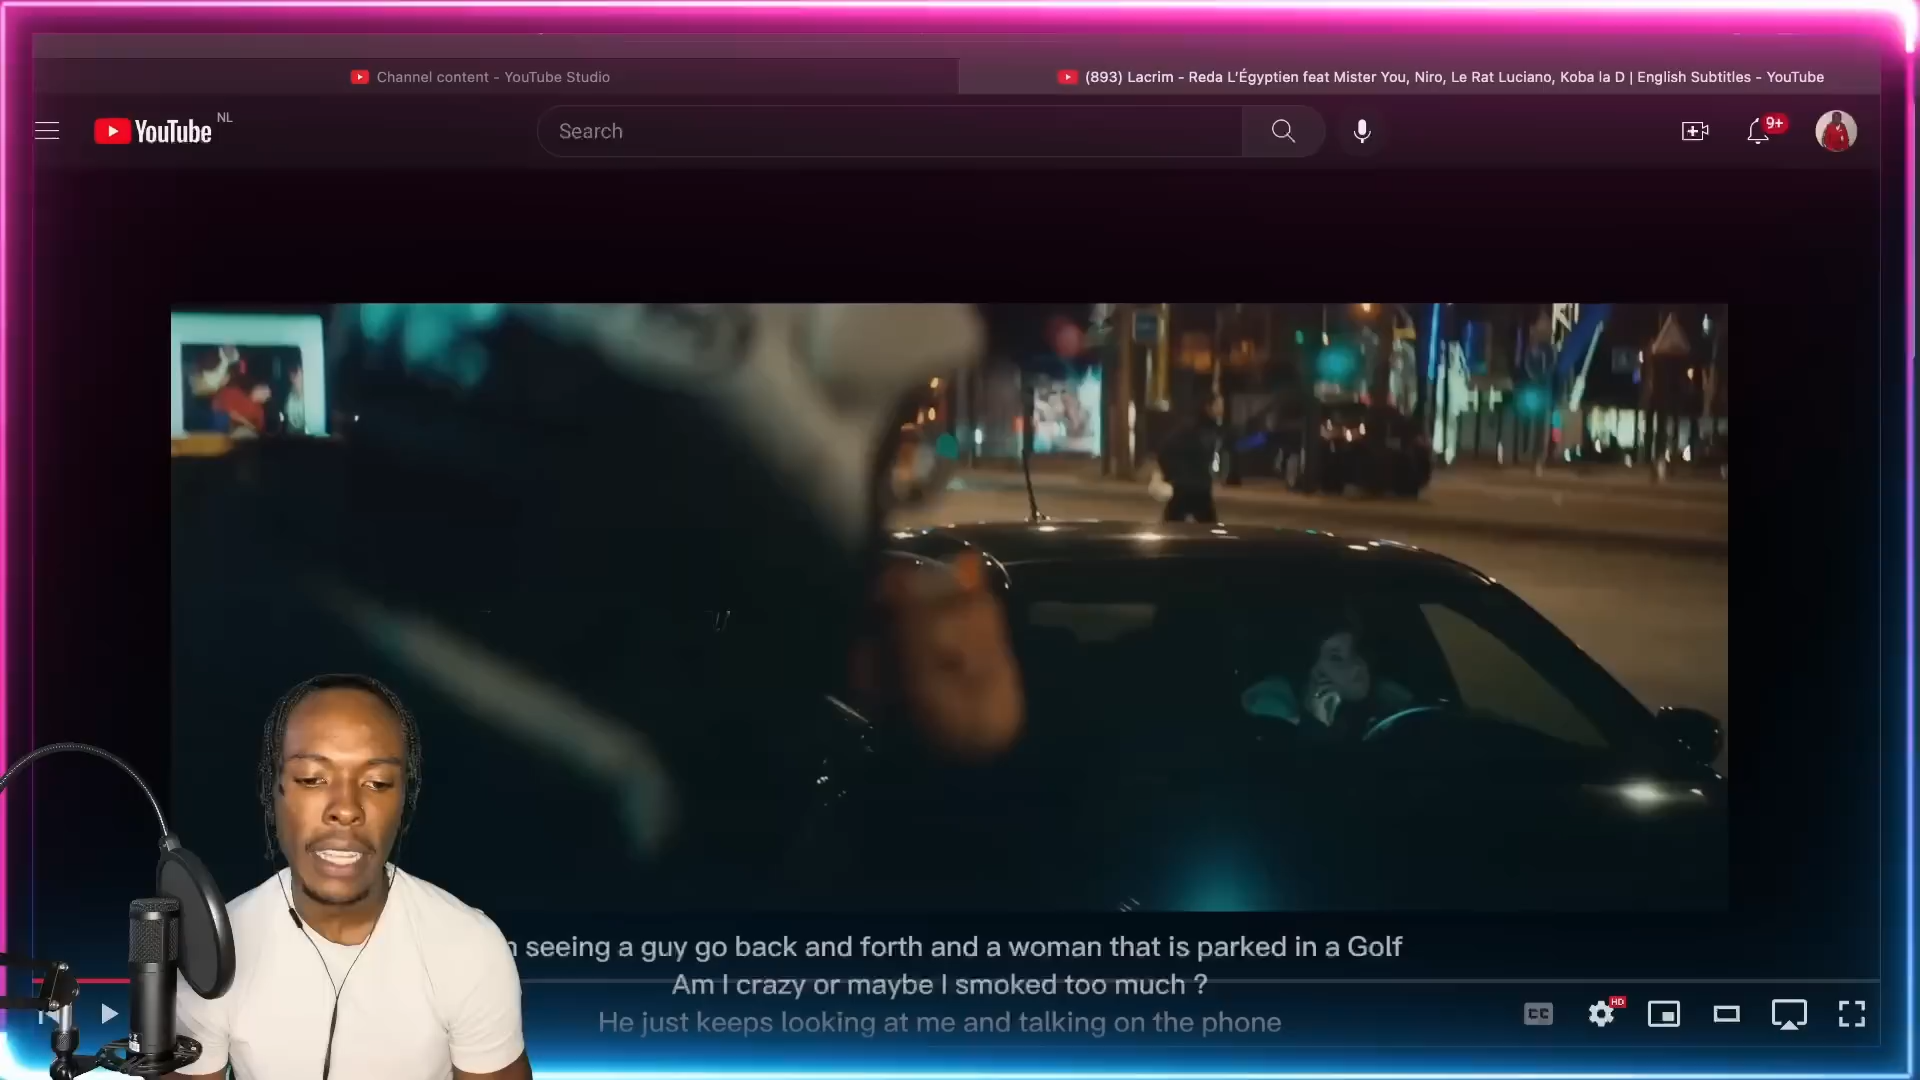 Channel content - YouTube Studio
(893) Lacrim - Reda L'Égyptien feat Mister You, Niro, Le Rat Luciano, Koba la D | English Subtitles - YouTube
YouTube NL
Search
9+
seeing a guy go back and forth and a woman that is parked in a Golf
Am I crazy or maybe I smoked too much ?
He just keeps looking at me and talking on the phone
CC
HD